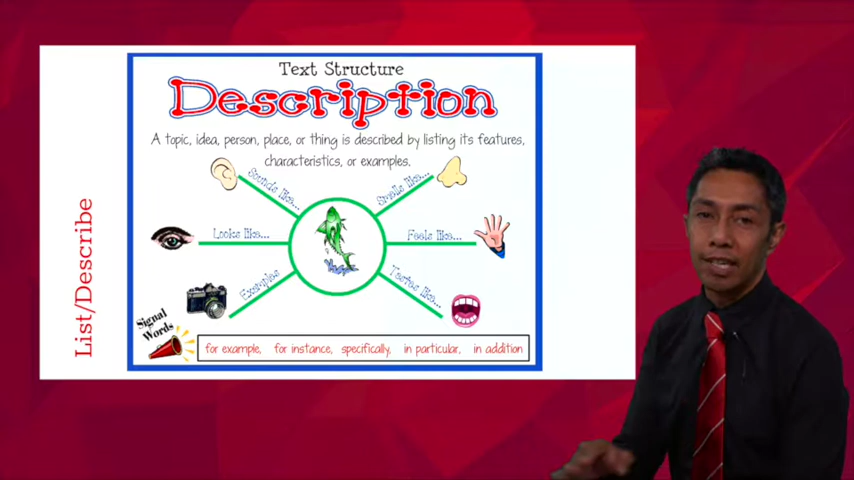 Text Structure
Description
A topic, idea, person, place, or thing is described by listing its features,
characteristics, or examples.
Sounds like...
Smells like...
Looks like...
Feels like...
Examples
Tastes like...
Signal
Words
for example, for instance, specifically, in particular, in addition
List/Describe